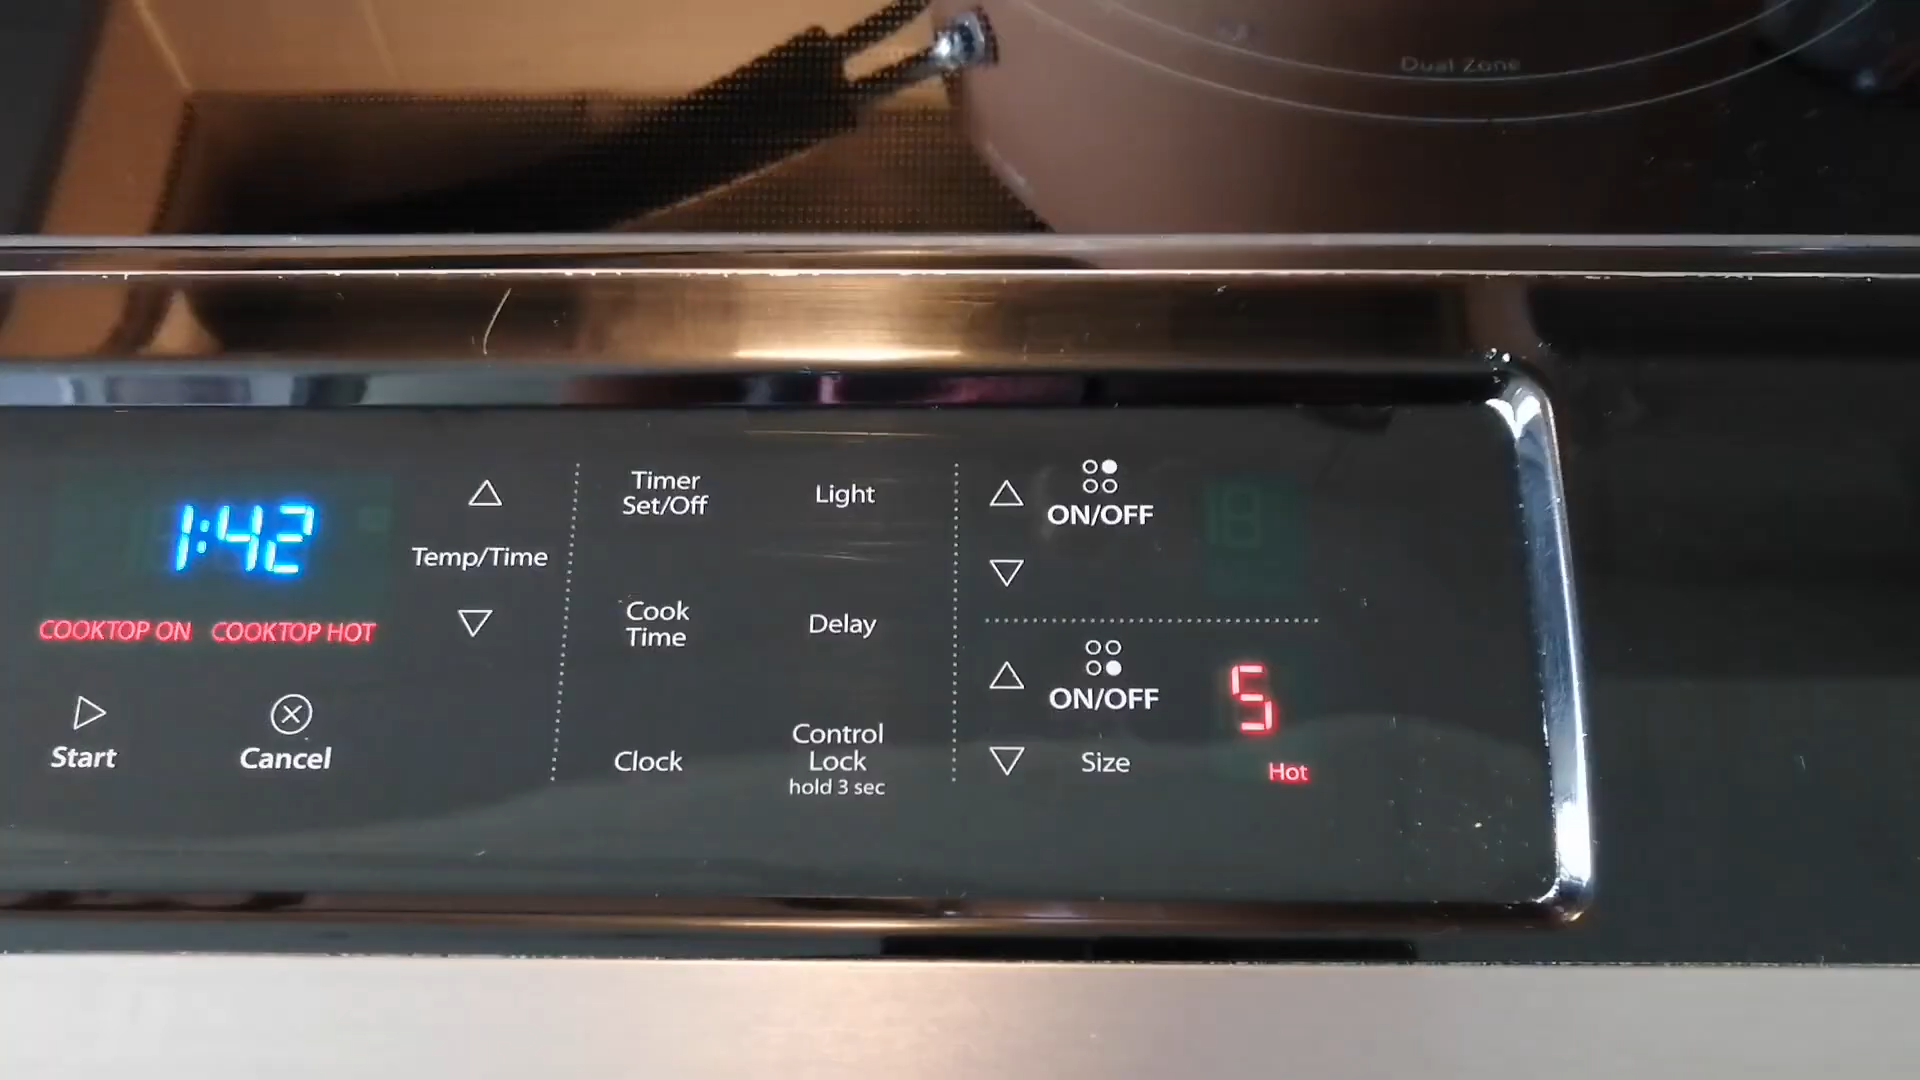 Dual Zone
1:42
COOKTOP ON COOKTOP HOT
Start
Cancel
Temp/Time
Timer
Set/Off
Cook
Time
Clock
Light
Delay
Control
Lock
hold 3 sec
ON/OFF
ON/OFF
Size
5
Hot